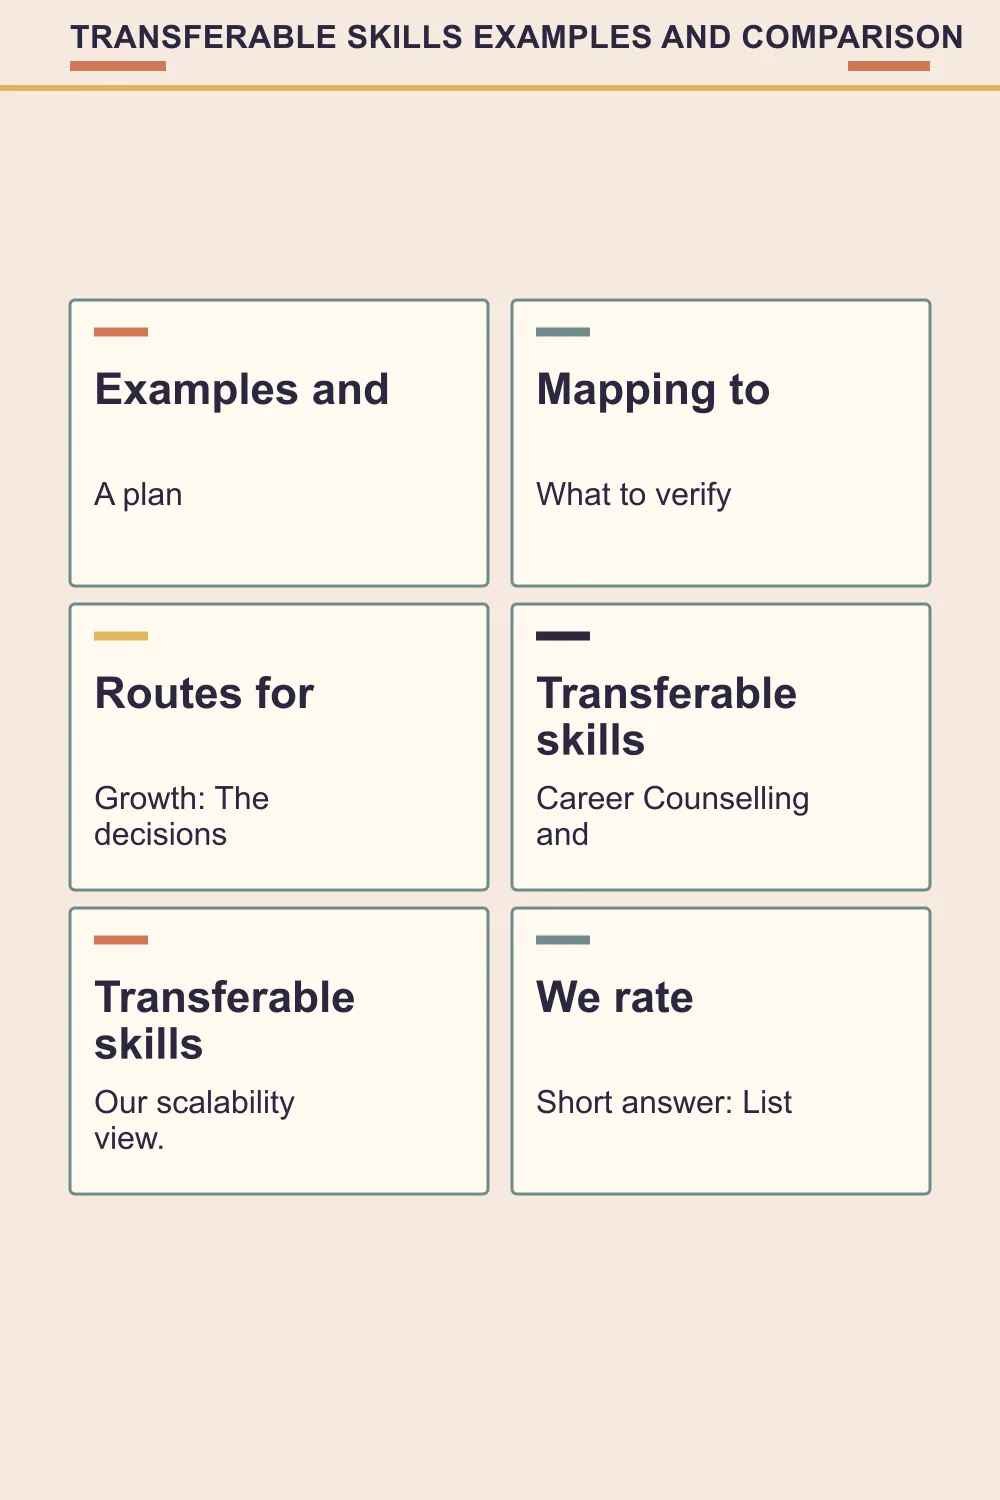 TRANSFERABLE SKILLS EXAMPLES AND COMPARISON
Examples and
A plan
Mapping to
What to verify
Routes for
Growth: The
decisions
Transferable
skills
Career Counselling
and
Transferable
skills
Our scalability
view.
We rate
Short answer: List